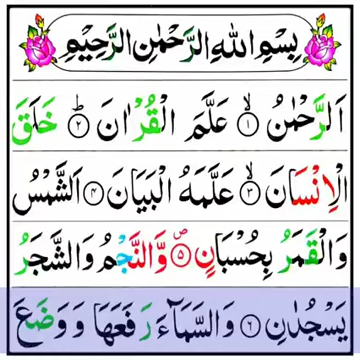 بِسْمِ اللهِ الرَّحْمٰنِ الرَّحِيْمِ
اَلرَّحْمٰنُ ۙ﴿۱﴾ عَلَّمَ الْقُرْاٰنَ ؕ﴿۲﴾ خَلَقَ
الْاِنْسَانَ ۙ﴿۳﴾ عَلَّمَهُ الْبَيَانَ ﴿۴﴾ اَلشَّمْسُ
وَالْقَمَرُ بِحُسْبَانٍ ۪﴿۵﴾ وَّالنَّجْمُ وَالشَّجَرُ
يَسْجُدٰنِ ﴿۶﴾ وَالسَّمَآءَ رَفَعَهَا وَوَضَعَ